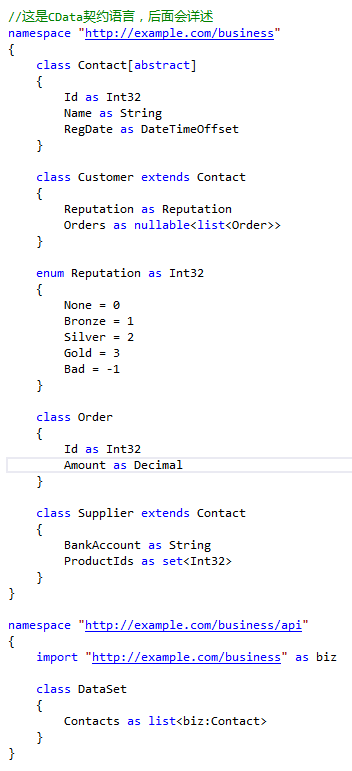 //这是CData契约语言，后面会详述
namespace "http://example.com/business"
{
    class Contact[abstract]
    {
        Id as Int32
        Name as String
        RegDate as DateTimeOffset
    }

    class Customer extends Contact
    {
        Reputation as Reputation
        Orders as nullable<list<Order>>
    }

    enum Reputation as Int32
    {
        None = 0
        Bronze = 1
        Silver = 2
        Gold = 3
        Bad = -1
    }

    class Order
    {
        Id as Int32
        Amount as Decimal
    }

    class Supplier extends Contact
    {
        BankAccount as String
        ProductIds as set<Int32>
    }
}

namespace "http://example.com/business/api"
{
    import "http://example.com/business" as biz

    class DataSet
    {
        Contacts as list<biz:Contact>
    }
}